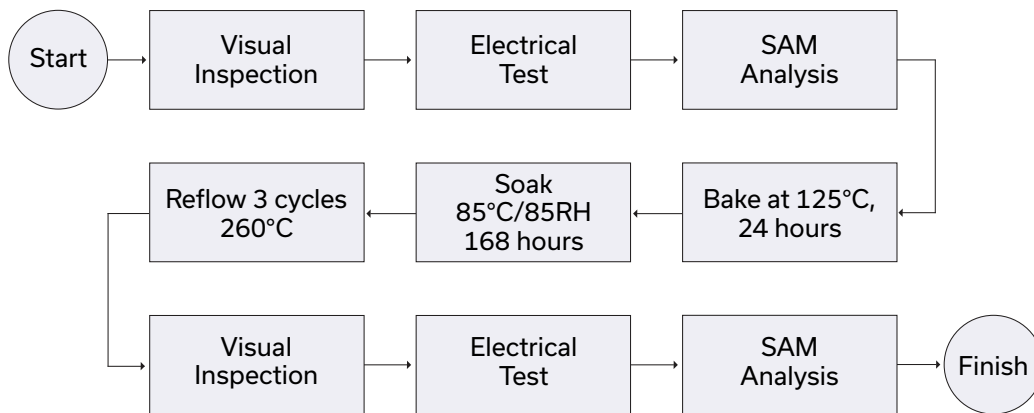 Start
Visual
Inspection
Electrical
Test
SAM
Analysis
Bake at 125°C,
24 hours
Soak
85°C/85RH
168 hours
Reflow 3 cycles
260°C
Visual
Inspection
Electrical
Test
SAM
Analysis
Finish